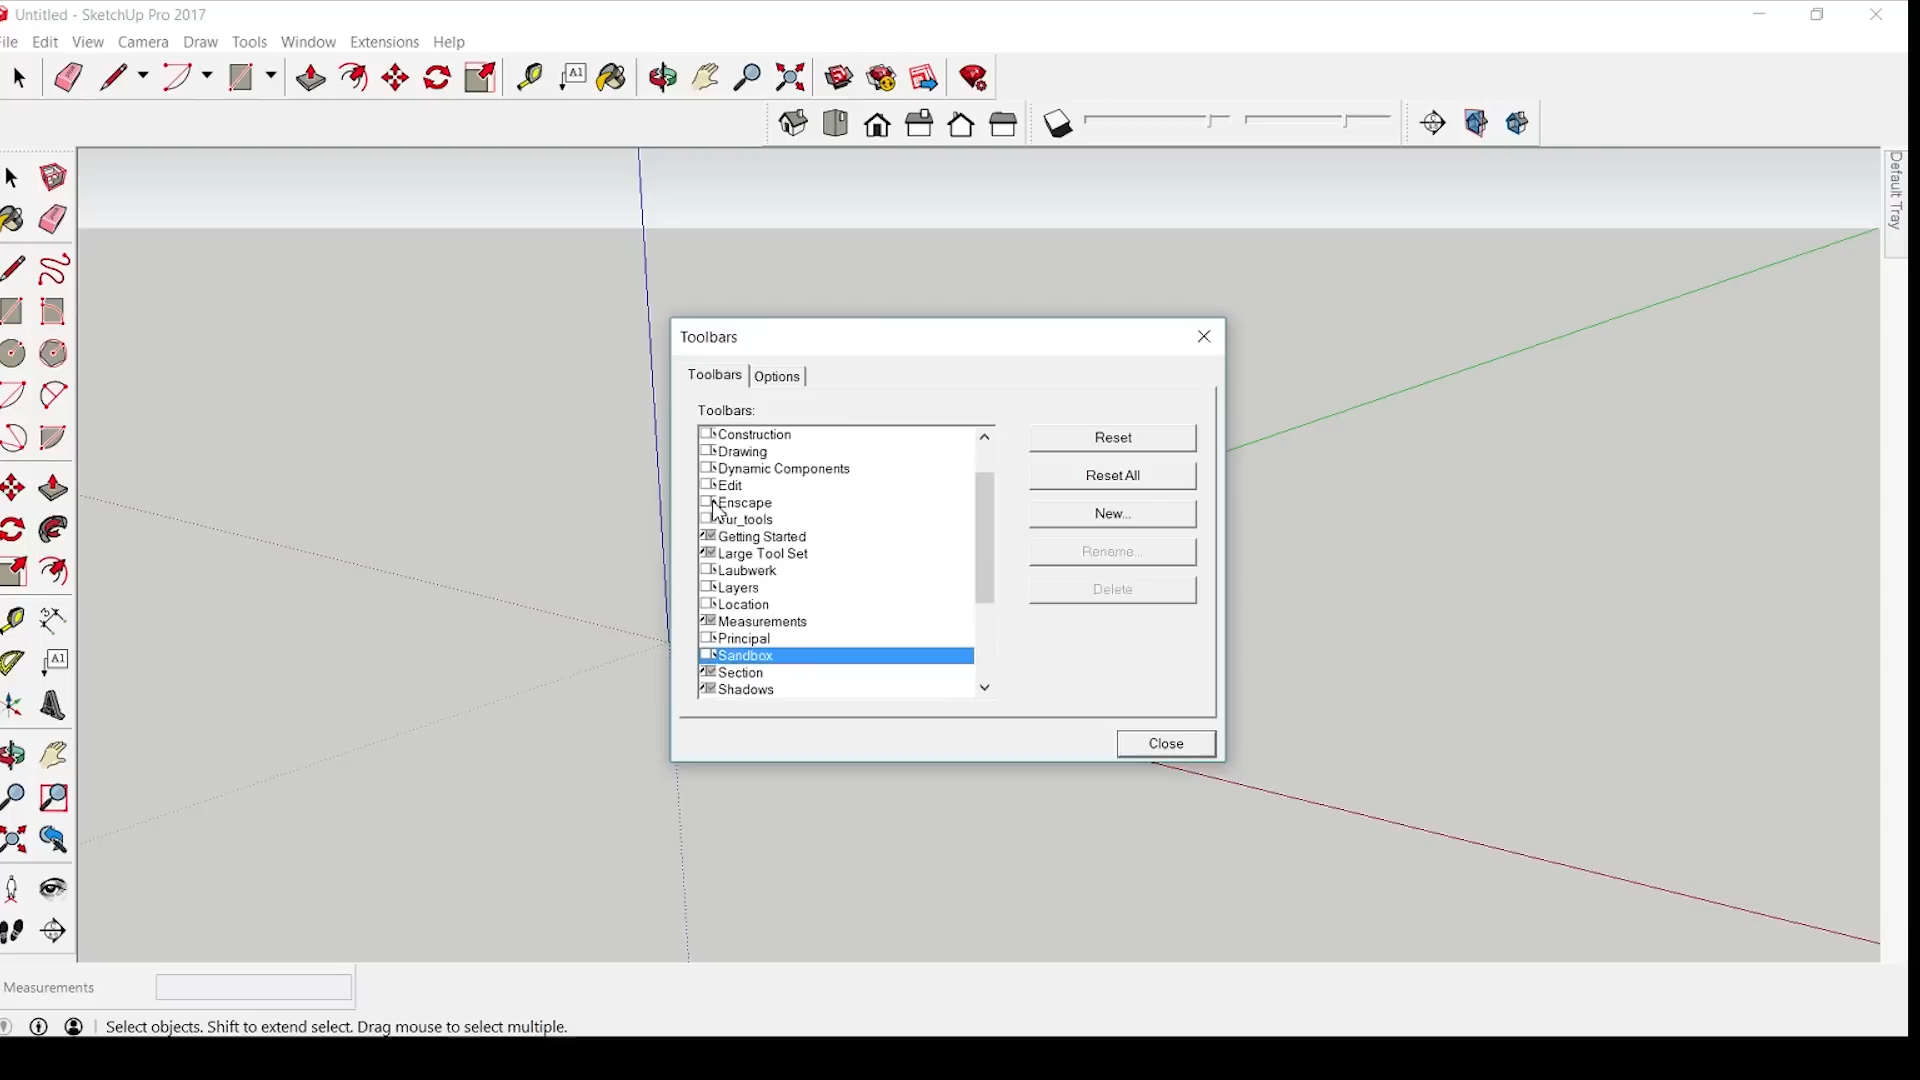 Untitled - SketchUp Pro 2017
File Edit View Camera Draw Tools Window Extensions Help
A1
Default Tray
A1
Toolbars
Toolbars Options
Toolbars:
Construction
Drawing
Dynamic Components
Edit
Enscape
ur_tools
Getting Started
Large Tool Set
Laubwerk
Layers
Location
Measurements
Principal
Sandbox
Section
Shadows
Reset
Reset All
New...
Rename...
Delete
Close
Measurements
Select objects. Shift to extend select. Drag mouse to select multiple.